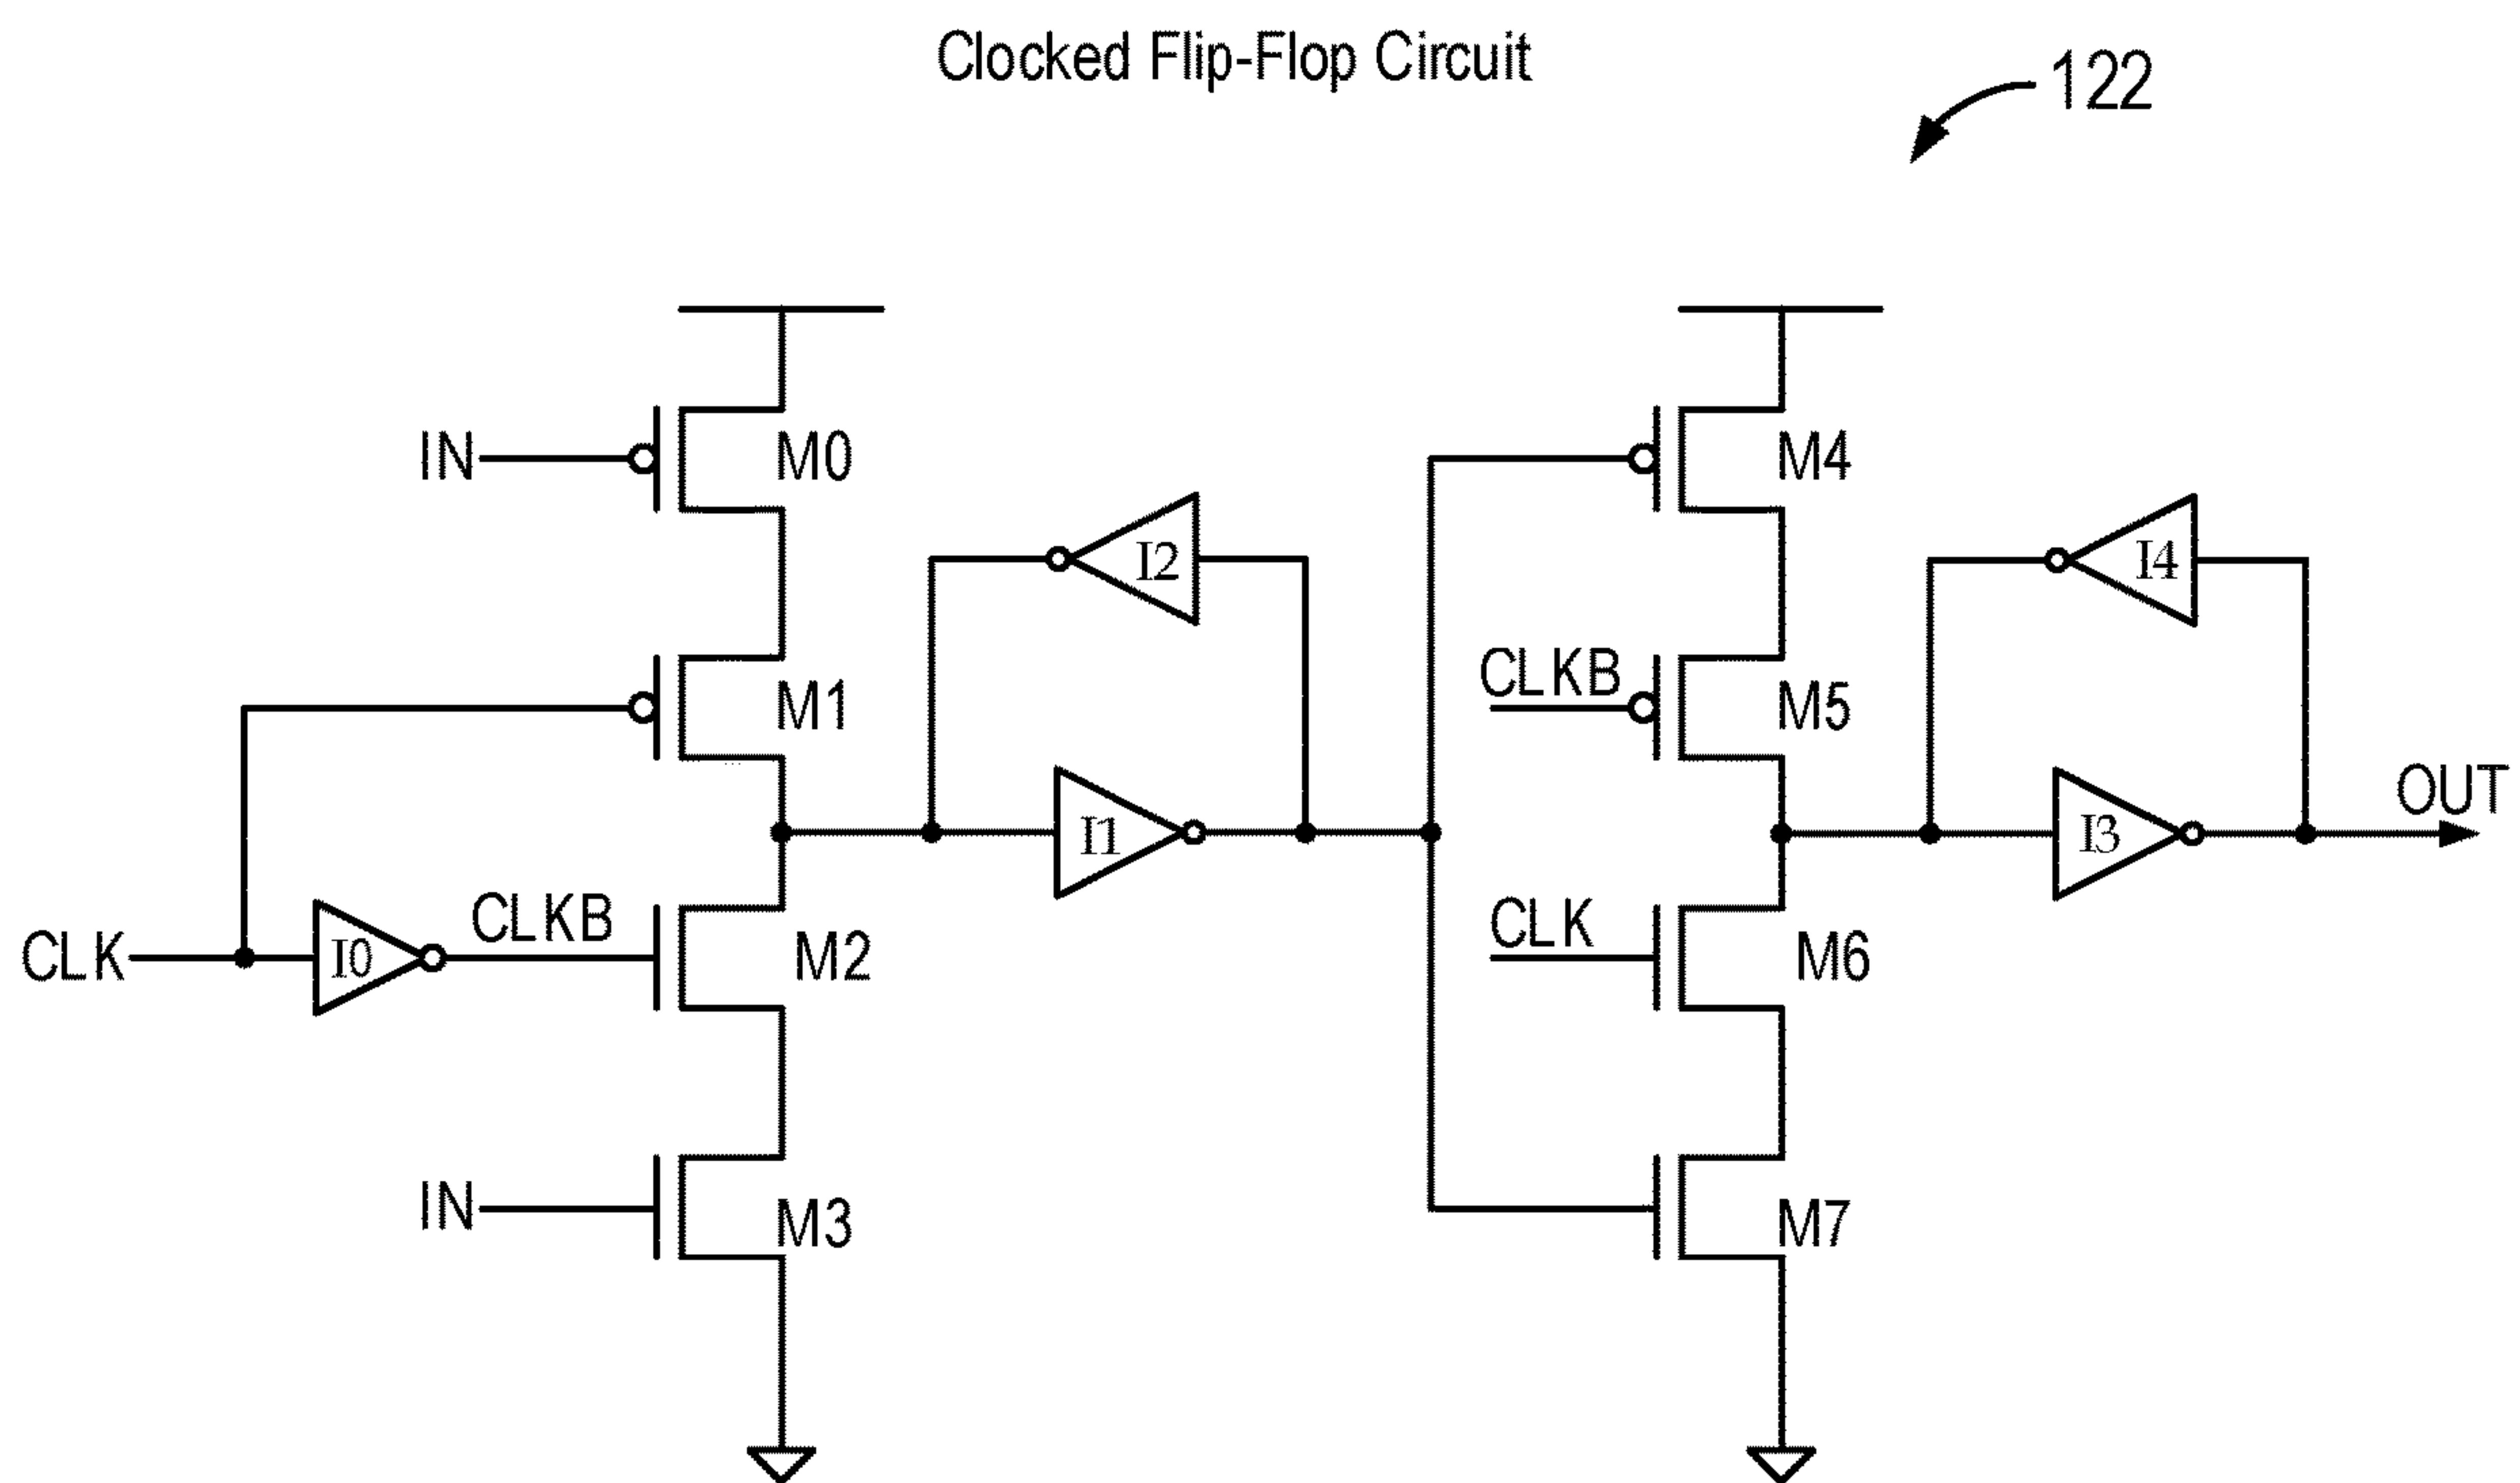 Clocked Flip-Flop Circuit
122
IN
M0
M4
I2
I4
CLKB
M1
M5
OUT
I1
I3
CLK
I0
CLKB
M2
CLK
M6
IN
M3
M7